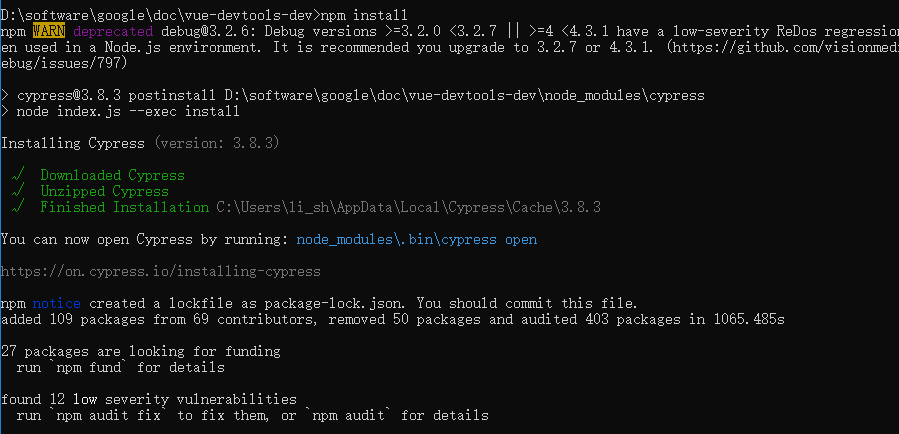 D:\software\google\doc\vue-devtools-dev>npm install
npm WARN deprecated debug@3.2.6: Debug versions >=3.2.0 <3.2.7 || >=4 <4.3.1 have a low-severity ReDos regression
en used in a Node.js environment. It is recommended you upgrade to 3.2.7 or 4.3.1. (https://github.com/visionmed
ebug/issues/797)
> cypress@3.8.3 postinstall D:\software\google\doc\vue-devtools-dev\node_modules\cypress
> node index.js --exec install
Installing Cypress (version: 3.8.3)
√ Downloaded Cypress
√ Unzipped Cypress
√ Finished Installation C:\Users\li_sh\AppData\Local\Cypress\Cache\3.8.3
You can now open Cypress by running: node_modules\.bin\cypress open
https://on.cypress.io/installing-cypress
npm notice created a lockfile as package-lock.json. You should commit this file.
added 109 packages from 69 contributors, removed 50 packages and audited 403 packages in 1065.485s
27 packages are looking for funding
run `npm fund` for details
found 12 low severity vulnerabilities
run `npm audit fix` to fix them, or `npm audit` for details